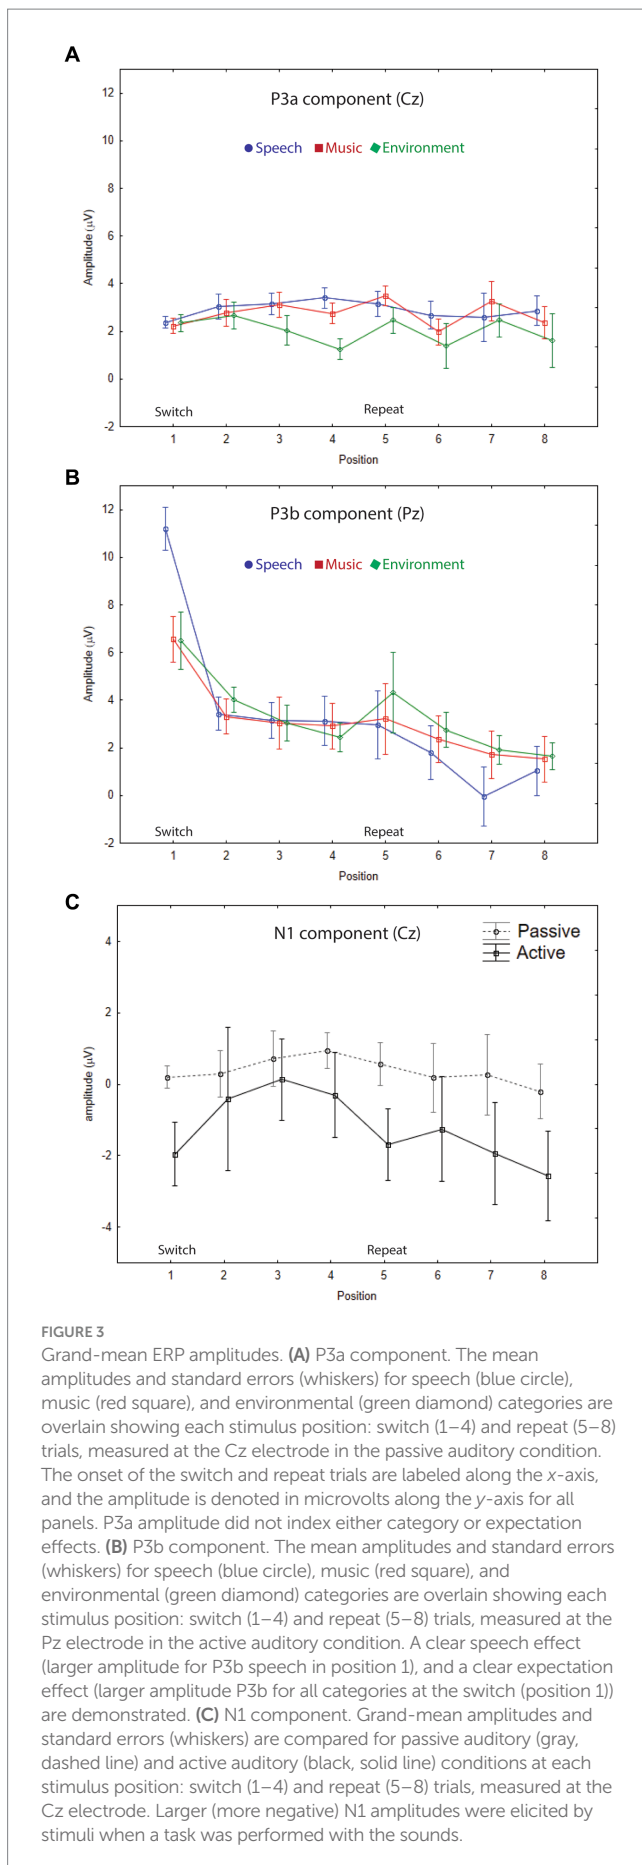 A
P3a component (Cz)
Speech Music Environment
Amplitude (μV)
12
10
8
6
4
2
0
-2
Switch
Repeat
1 2 3 4 5 6 7 8
Position
B
P3b component (Pz)
Speech Music Environment
Amplitude (μV)
12
10
8
6
4
2
0
-2
Switch
Repeat
1 2 3 4 5 6 7 8
Position
C
N1 component (Cz)
Passive
Active
amplitude (μV)
4
2
0
-2
-4
Switch
Repeat
1 2 3 4 5 6 7 8
Position
FIGURE 3
Grand-mean ERP amplitudes. (A) P3a component. The mean
amplitudes and standard errors (whiskers) for speech (blue circle),
music (red square), and environmental (green diamond) categories are
overlain showing each stimulus position: switch (1–4) and repeat (5–8)
trials, measured at the Cz electrode in the passive auditory condition.
The onset of the switch and repeat trials are labeled along the x-axis,
and the amplitude is denoted in microvolts along the y-axis for all
panels. P3a amplitude did not index either category or expectation
effects. (B) P3b component. The mean amplitudes and standard errors
(whiskers) for speech (blue circle), music (red square), and
environmental (green diamond) categories are overlain showing each
stimulus position: switch (1–4) and repeat (5–8) trials, measured at the
Pz electrode in the active auditory condition. A clear speech effect
(larger amplitude for P3b speech in position 1), and a clear expectation
effect (larger amplitude P3b for all categories at the switch (position 1))
are demonstrated. (C) N1 component. Grand-mean amplitudes and
standard errors (whiskers) are compared for passive auditory (gray,
dashed line) and active auditory (black, solid line) conditions at each
stimulus position: switch (1–4) and repeat (5–8) trials, measured at the
Cz electrode. Larger (more negative) N1 amplitudes were elicited by
stimuli when a task was performed with the sounds.